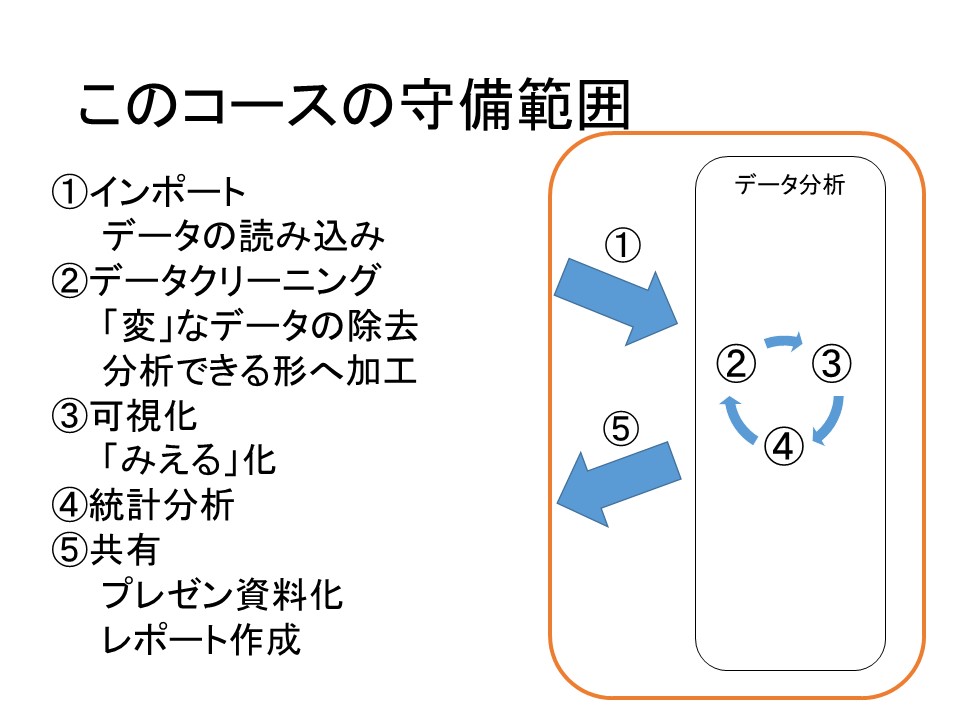 このコースの守備範囲
①インポート
データの読み込み
②データクリーニング
「変」なデータの除去
分析できる形へ加工
③可視化
「みえる」化
④統計分析
⑤共有
プレゼン資料化
レポート作成
データ分析
①
②
③
④
⑤